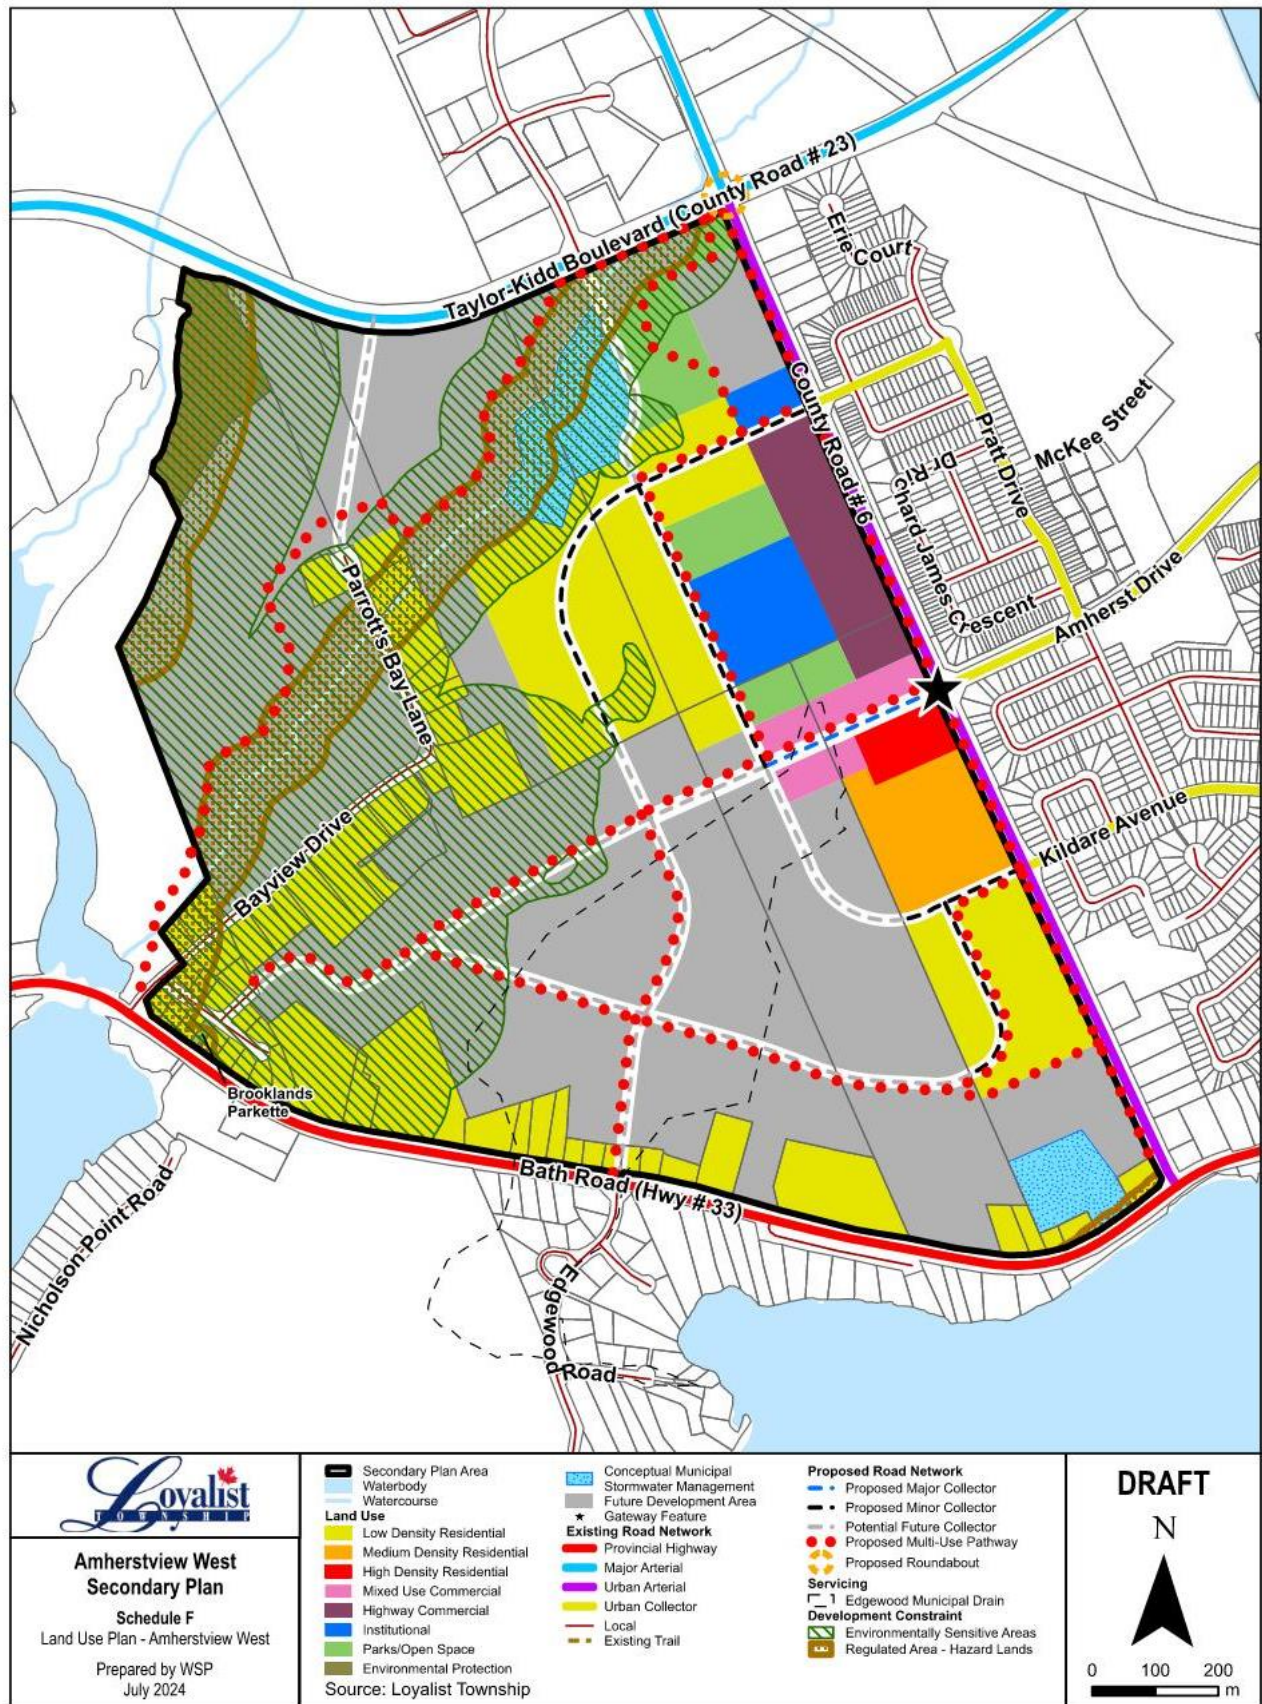 Taylor-Kidd Boulevard (County Road # 23)
Erie Court
County Road # 6
Pratt Drive
McKee Street
Dr Richard James Crescent
Amherst Drive
Parrott's Bay Lane
Bayview Drive
Kildare Avenue
Brooklands
Parkette
Bath Road (Hwy # 33)
Nicholson Point Road
Edgewood Road
Loyalist
TOWNSHIP
Amherstview West
Secondary Plan
Schedule F
Land Use Plan - Amherstview West
Prepared by WSP
July 2024
Secondary Plan Area
Waterbody
Watercourse
Land Use
Low Density Residential
Medium Density Residential
High Density Residential
Mixed Use Commercial
Highway Commercial
Institutional
Parks/Open Space
Environmental Protection
Source: Loyalist Township
Conceptual Municipal
Stormwater Management
Future Development Area
Gateway Feature
Existing Road Network
Provincial Highway
Major Arterial
Urban Arterial
Urban Collector
Local
Existing Trail
Proposed Road Network
Proposed Major Collector
Proposed Minor Collector
Potential Future Collector
Proposed Multi-Use Pathway
Proposed Roundabout
Servicing
Edgewood Municipal Drain
Development Constraint
Environmentally Sensitive Areas
Regulated Area - Hazard Lands
DRAFT
N
0 100 200
m